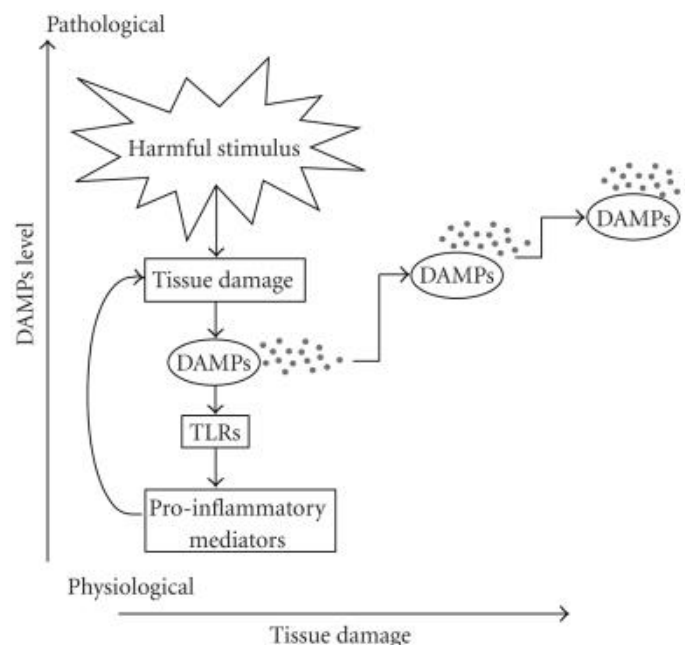 Pathological
Harmful stimulus
DAMPs level
Tissue damage
DAMPs
DAMPs
DAMPs
TLRs
Pro-inflammatory
mediators
Physiological
Tissue damage